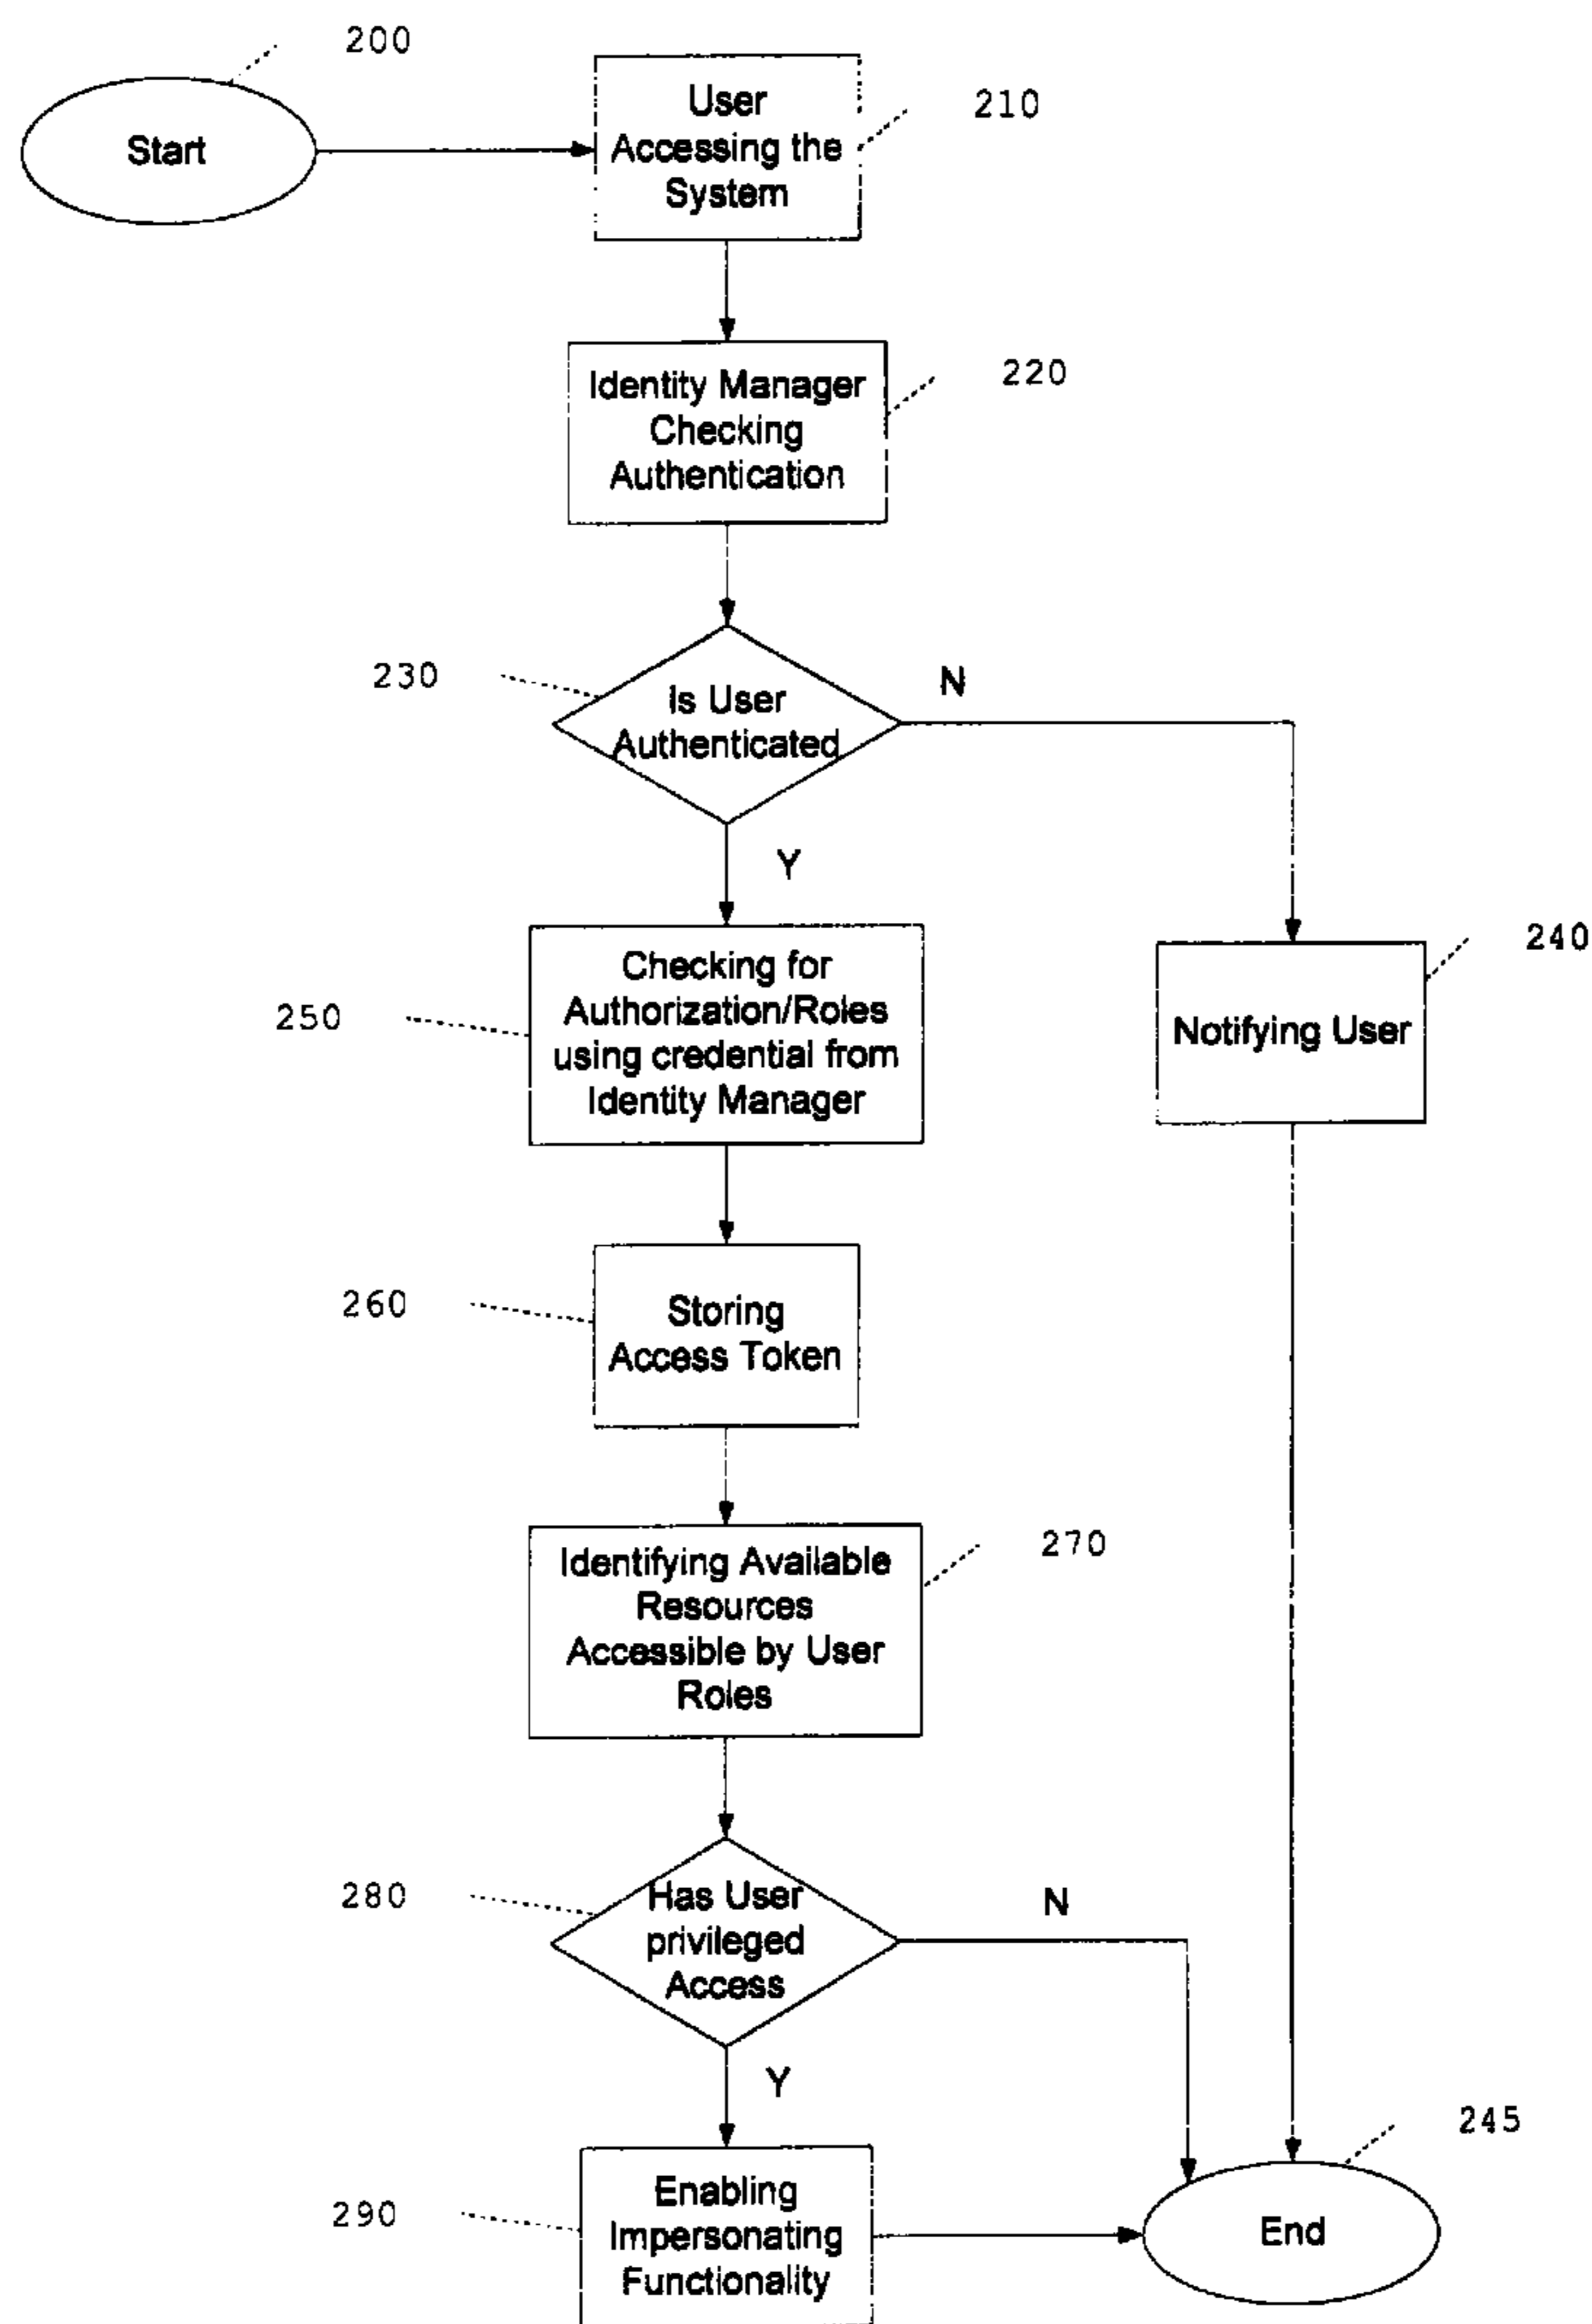 200
Start
User
Accessing the
System
210
Identity Manager
Checking
Authentication
220
230
Is User
Authenticated
N
Y
Checking for
Authorization/Roles
using credential from
Identity Manager
250
240
Notifying User
260
Storing
Access Token
Identifying Available
Resources
Accessible by User
Roles
270
280
Has User
privileged
Access
N
Y
290
Enabling
Impersonating
Functionality
245
End